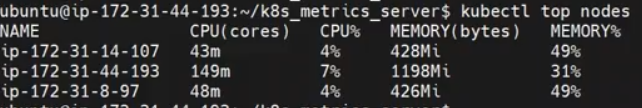 ubuntu@ip-172-31-44-193:~/k8s_metrics_server$ kubectl top nodes
NAME CPU(cores) CPU% MEMORY(bytes) MEMORY%
ip-172-31-14-107 43m 4% 428Mi 49%
ip-172-31-44-193 149m 7% 1198Mi 31%
ip-172-31-8-97 48m 4% 426Mi 49%